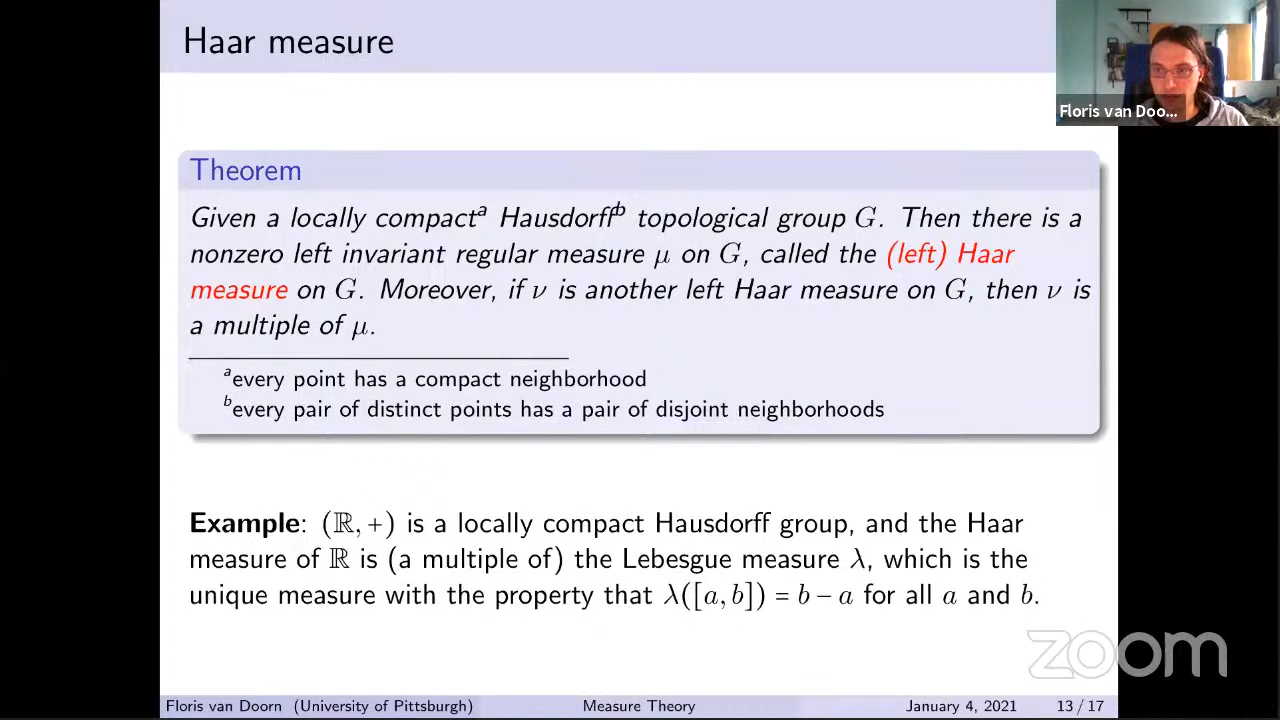 Haar measure
Floris van Doo...
Theorem
Given a locally compactᵃ Hausdorffᵇ topological group G. Then there is a
nonzero left invariant regular measure μ on G, called the (left) Haar
measure on G. Moreover, if ν is another left Haar measure on G, then ν is
a multiple of μ.
ᵃevery point has a compact neighborhood
ᵇevery pair of distinct points has a pair of disjoint neighborhoods
Example: (ℝ, +) is a locally compact Hausdorff group, and the Haar
measure of ℝ is (a multiple of) the Lebesgue measure λ, which is the
unique measure with the property that λ([a, b]) = b − a for all a and b.
zoom
Floris van Doorn (University of Pittsburgh) Measure Theory January 4, 2021 13 / 17